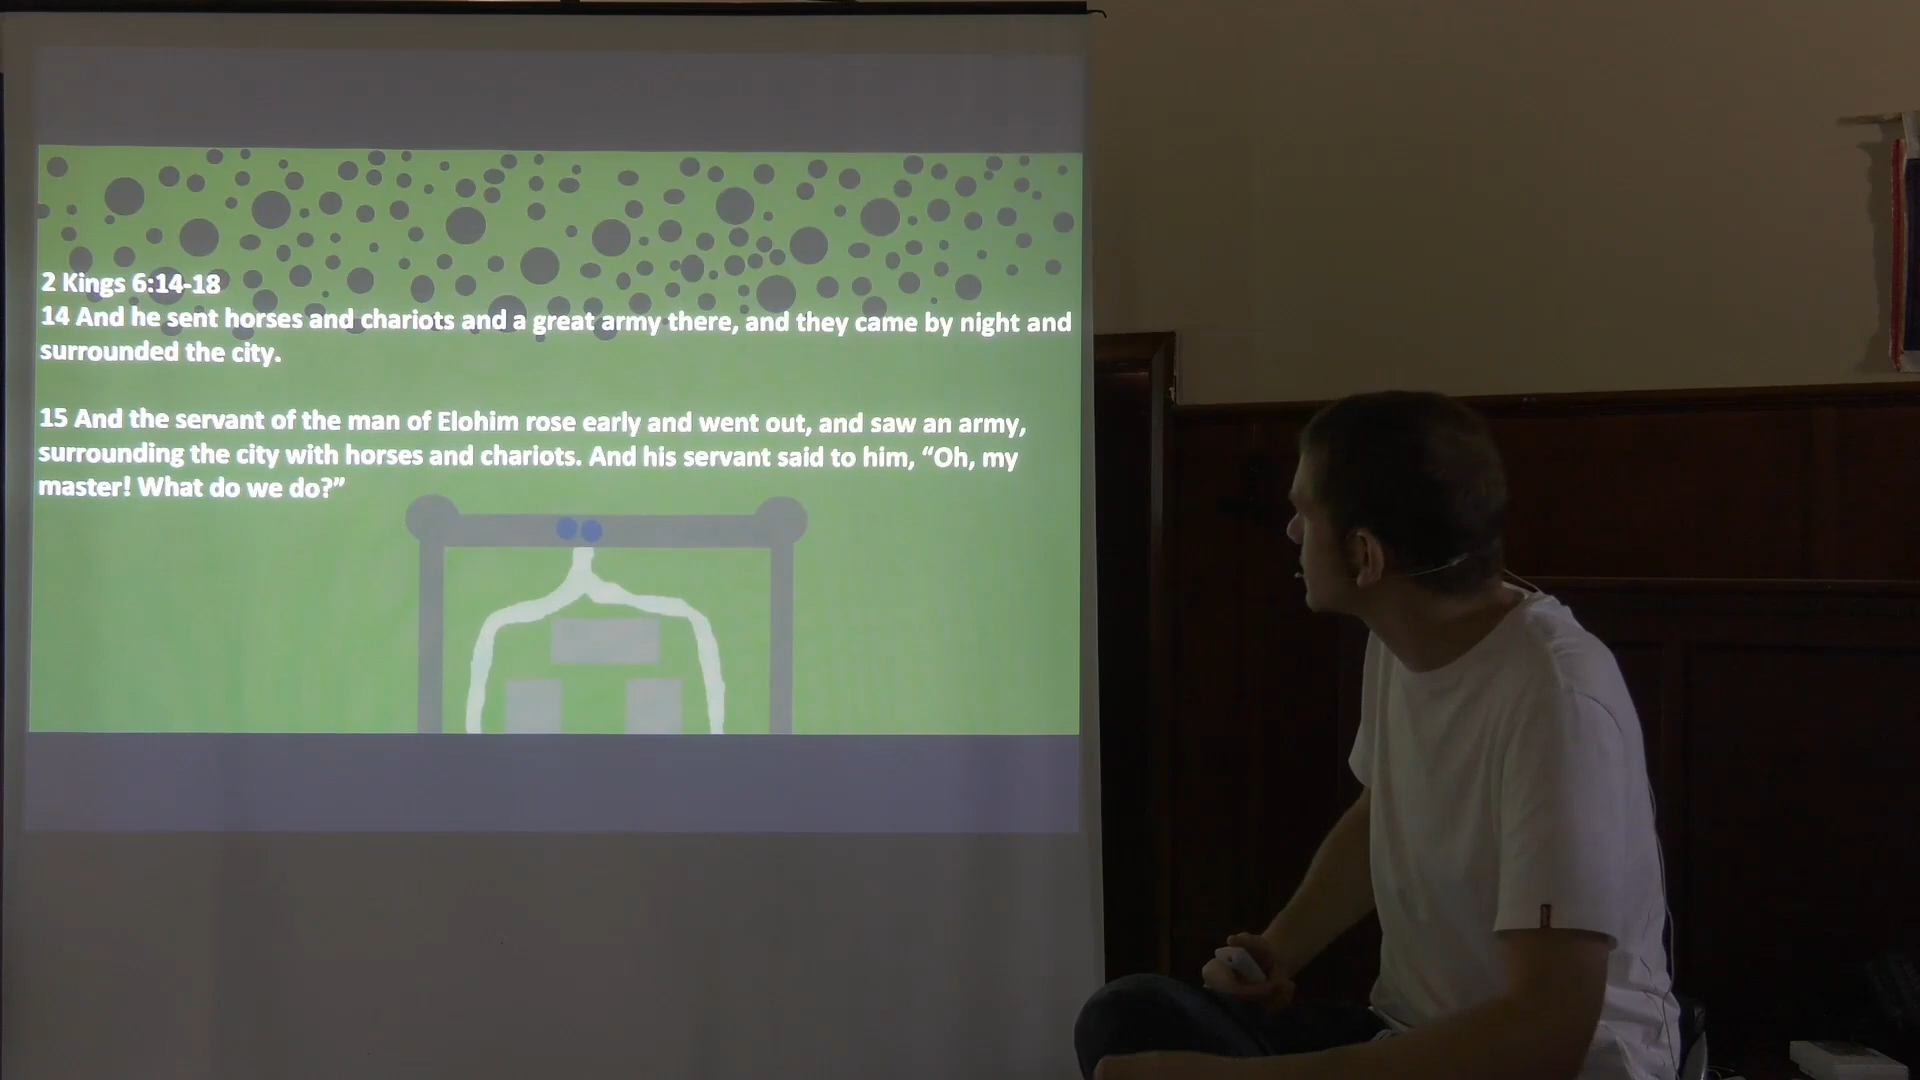 2 Kings 6:14-18
14 And he sent horses and chariots and a great army there, and they came by night and
surrounded the city.
15 And the servant of the man of Elohim rose early and went out, and saw an army,
surrounding the city with horses and chariots. And his servant said to him, “Oh, my
master! What do we do?”